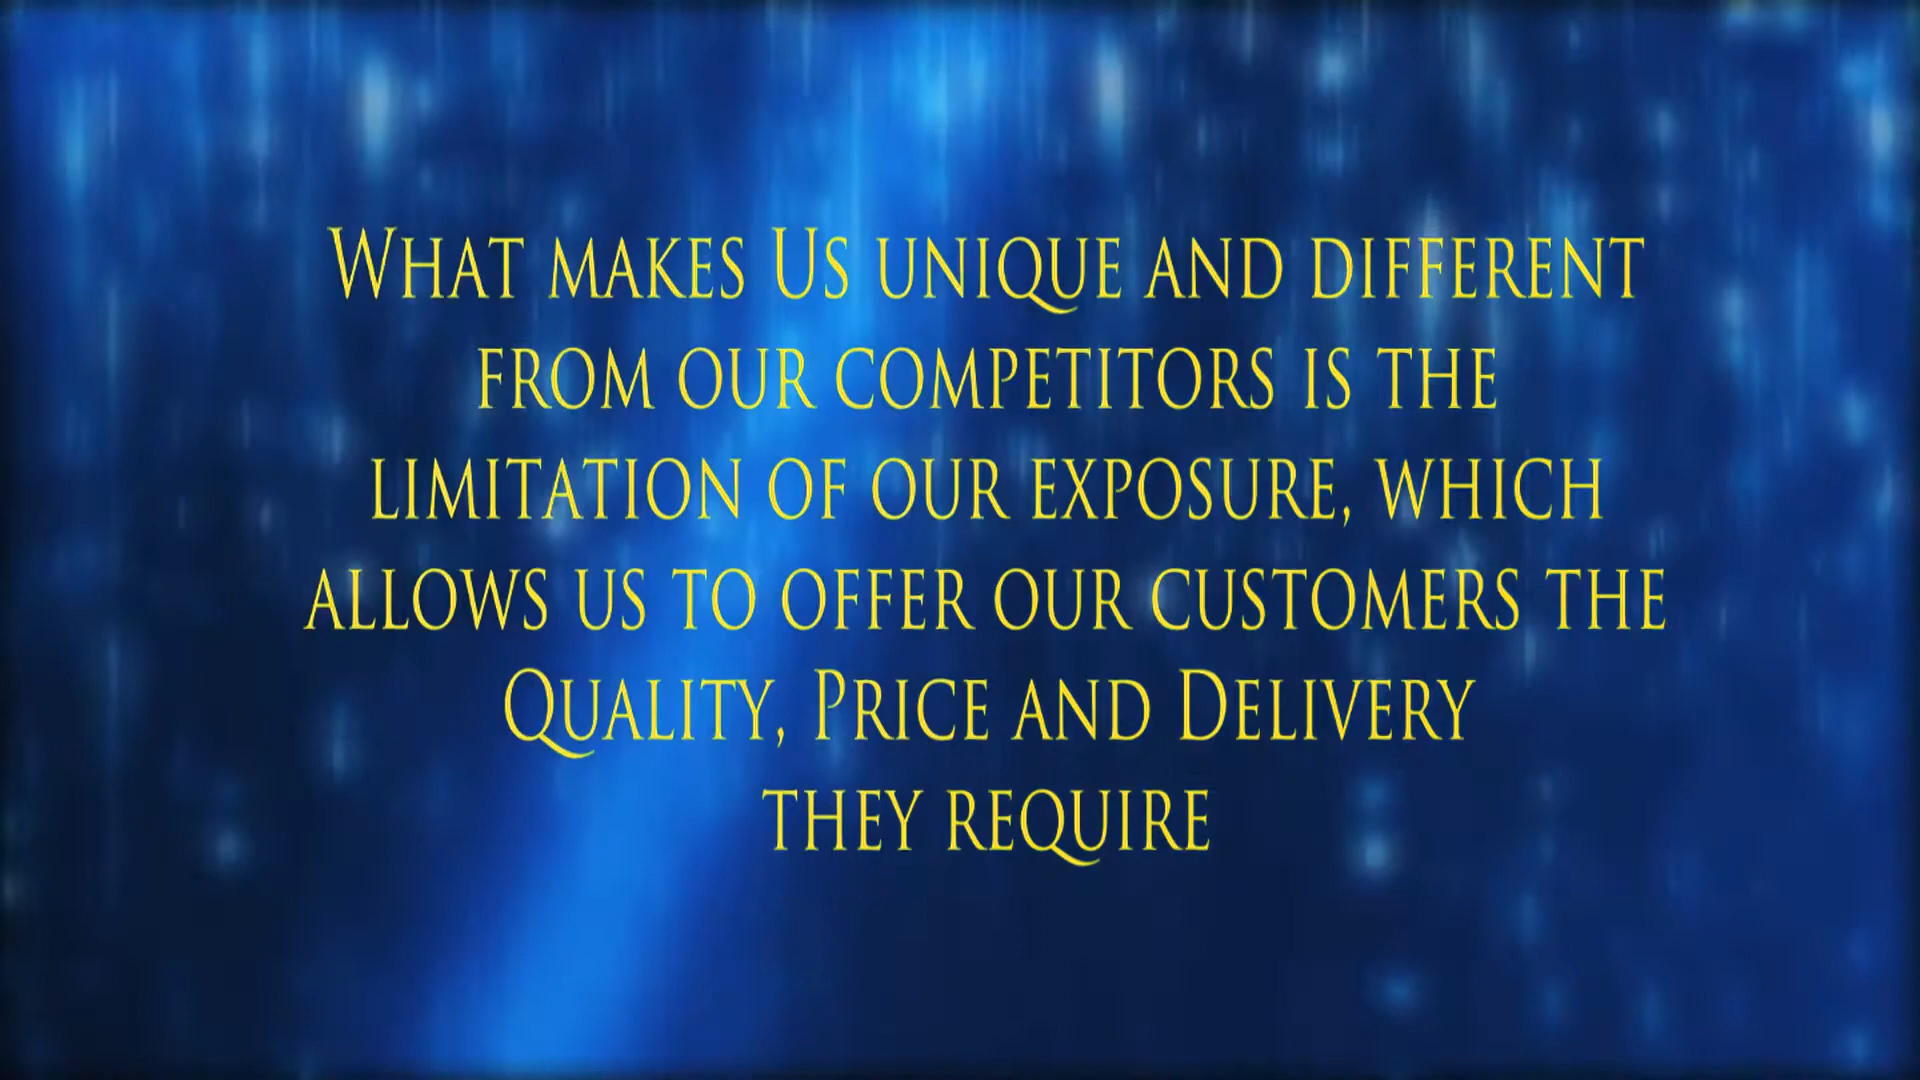 What makes Us unique and different
from our competitors is the
limitation of our exposure, which
allows us to offer our customers the
Quality, Price and Delivery
they require